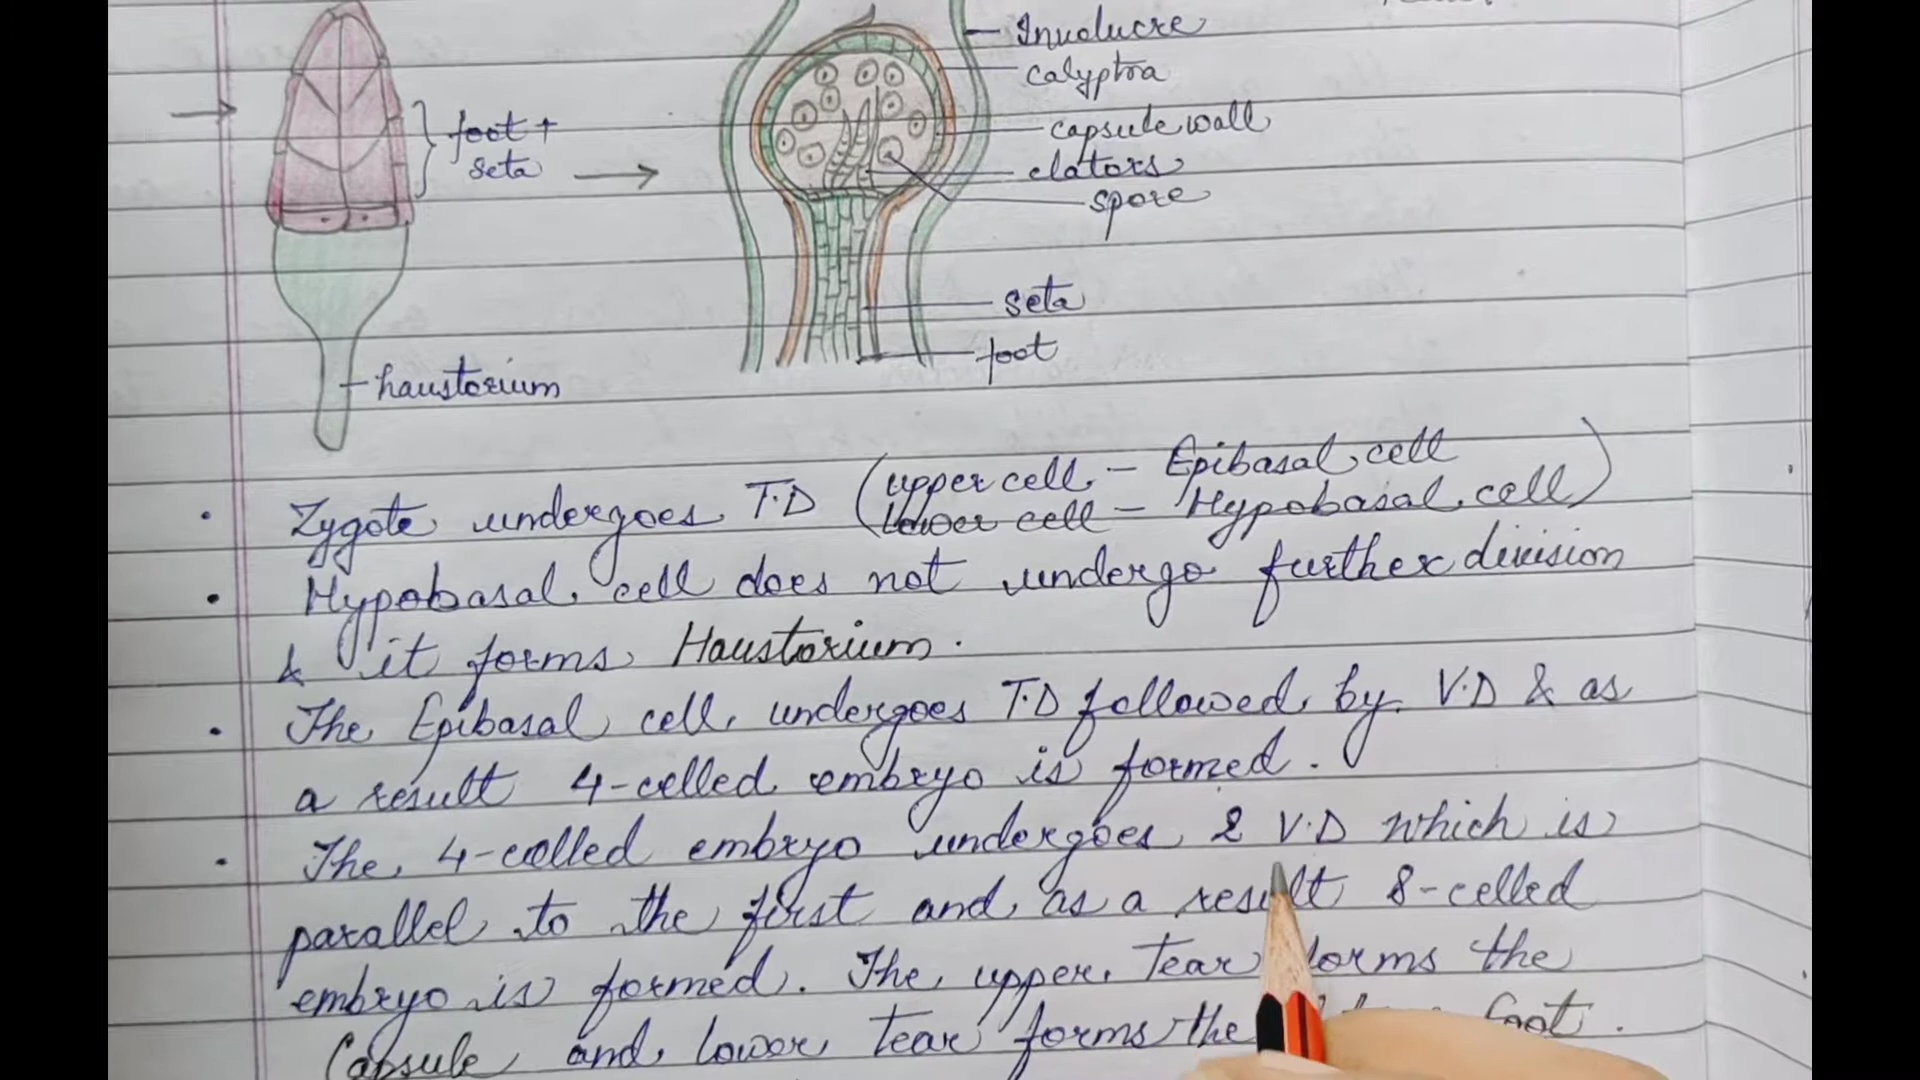 Involucre
calyptra
capsule wall
foot +
seta
elators
spore
seta
foot
haustorium
Zygote undergoes T.D (upper cell - Epibasal cell
lower cell - Hypobasal cell)
Hypobasal cell does not undergo further division
& it forms Haustorium.
The Epibasal cell undergoes T.D followed by V.D & as
a result 4-celled embryo is formed.
The 4-celled embryo undergoes 2 V.D which is
parallel to the first and as a result 8-celled
embryo is formed. The upper tear forms the
Capsule and lower tear forms the foot.